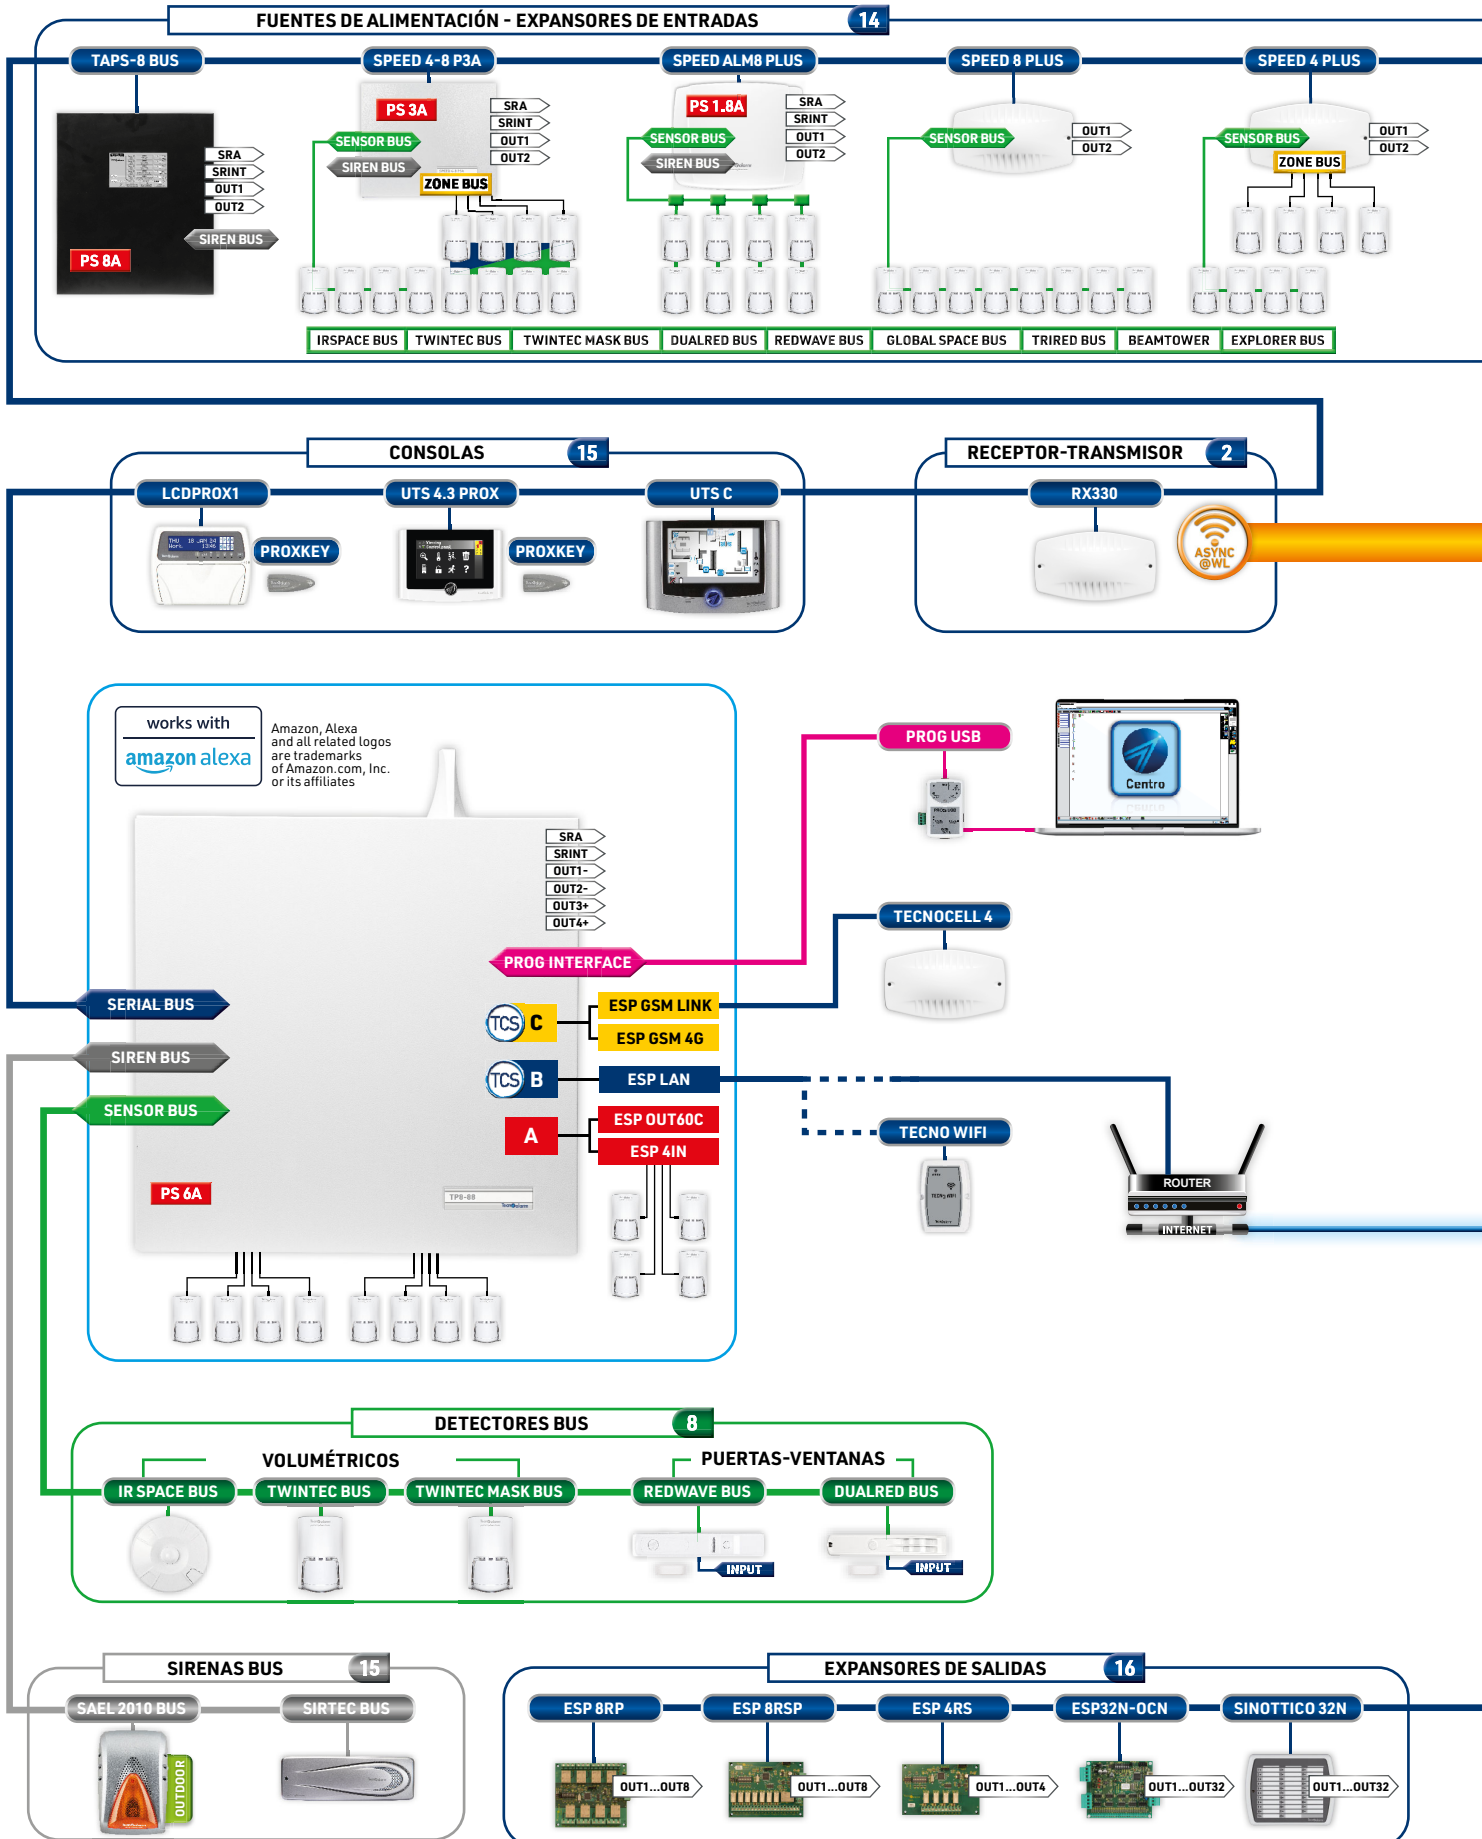 FUENTES DE ALIMENTACIÓN - EXPANSORES DE ENTRADAS 14
TAPS-8 BUS
SPEED 4-8 P3A
SPEED ALM8 PLUS
SPEED 8 PLUS
SPEED 4 PLUS
PS 8A
SRA
SRINT
OUT1
OUT2
SIREN BUS
PS 3A
SRA
SRINT
OUT1
OUT2
SENSOR BUS
SIREN BUS
ZONE BUS
PS 1.8A
SRA
SRINT
OUT1
OUT2
SENSOR BUS
SIREN BUS
SENSOR BUS
OUT1
OUT2
SENSOR BUS
OUT1
OUT2
ZONE BUS
IRSPACE BUS
TWINTEC BUS
TWINTEC MASK BUS
DUALRED BUS
REDWAVE BUS
GLOBAL SPACE BUS
TRIRED BUS
BEAMTOWER
EXPLORER BUS
CONSOLAS 15
LCDPROX1
UTS 4.3 PROX
UTS C
THU 18 JAN 24
Work. 13:46
PROXKEY
PROXKEY
RECEPTOR-TRANSMISOR 2
RX330
ASYNC
@WL
works with
amazon alexa
Amazon, Alexa
and all related logos
are trademarks
of Amazon.com, Inc.
or its affiliates
SRA
SRINT
OUT1-
OUT2-
OUT3+
OUT4+
PROG INTERFACE
SERIAL BUS
SIREN BUS
SENSOR BUS
TCS C
ESP GSM LINK
ESP GSM 4G
TCS B
ESP LAN
A
ESP OUT60C
ESP 4IN
PS 6A
PROG USB
Centro
TECNOCELL 4
TECNO WIFI
ROUTER
INTERNET
DETECTORES BUS 8
VOLUMÉTRICOS
PUERTAS-VENTANAS
IR SPACE BUS
TWINTEC BUS
TWINTEC MASK BUS
REDWAVE BUS
DUALRED BUS
INPUT
INPUT
SIRENAS BUS 15
SAEL 2010 BUS
SIRTEC BUS
OUTDOOR
EXPANSORES DE SALIDAS 16
ESP 8RP
ESP 8RSP
ESP 4RS
ESP32N-OCN
SINOTTICO 32N
OUT1...OUT8
OUT1...OUT8
OUT1...OUT4
OUT1...OUT32
OUT1...OUT32